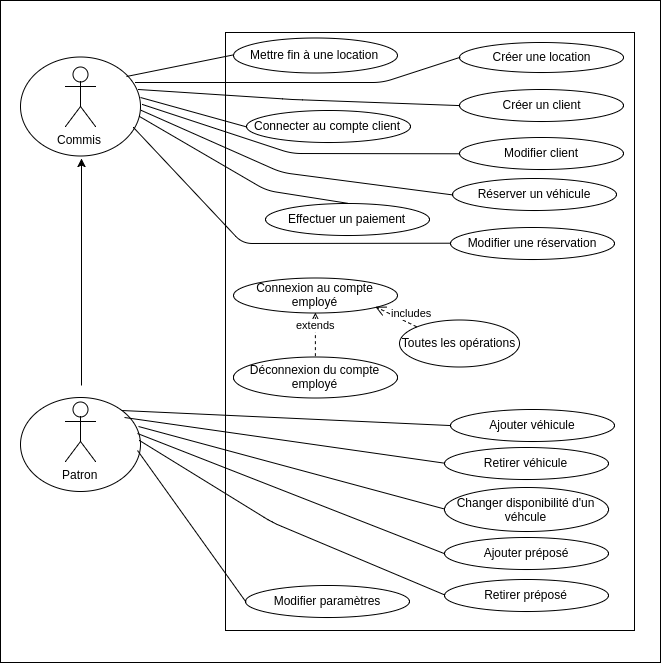 Mettre fin à une location
Créer une location
Commis
Créer un client
Connecter au compte client
Modifier client
Réserver un véhicule
Effectuer un paiement
Modifier une réservation
Connexion au compte
employé
includes
extends
Toutes les opérations
Déconnexion du compte
employé
Patron
Ajouter véhicule
Retirer véhicule
Changer disponibilité d'un
véhcule
Ajouter préposé
Retirer préposé
Modifier paramètres